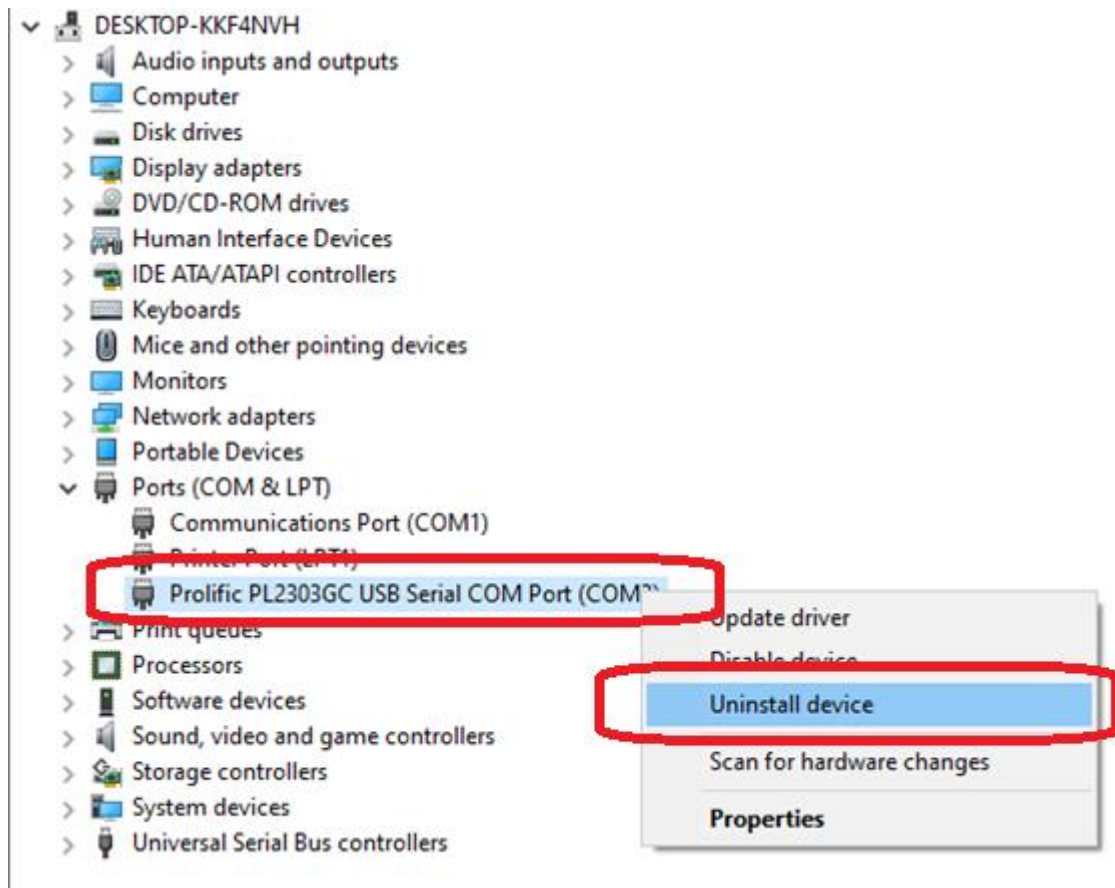 DESKTOP-KKF4NVH
Audio inputs and outputs
Computer
Disk drives
Display adapters
DVD/CD-ROM drives
Human Interface Devices
IDE ATA/ATAPI controllers
Keyboards
Mice and other pointing devices
Monitors
Network adapters
Portable Devices
Ports (COM & LPT)
Communications Port (COM1)
Printer Port (LPT1)
Prolific PL2303GC USB Serial COM Port
Print queues
Processors
Software devices
Sound, video and game controllers
Storage controllers
System devices
Universal Serial Bus controllers
Update driver
Disable device
Uninstall device
Scan for hardware changes
Properties